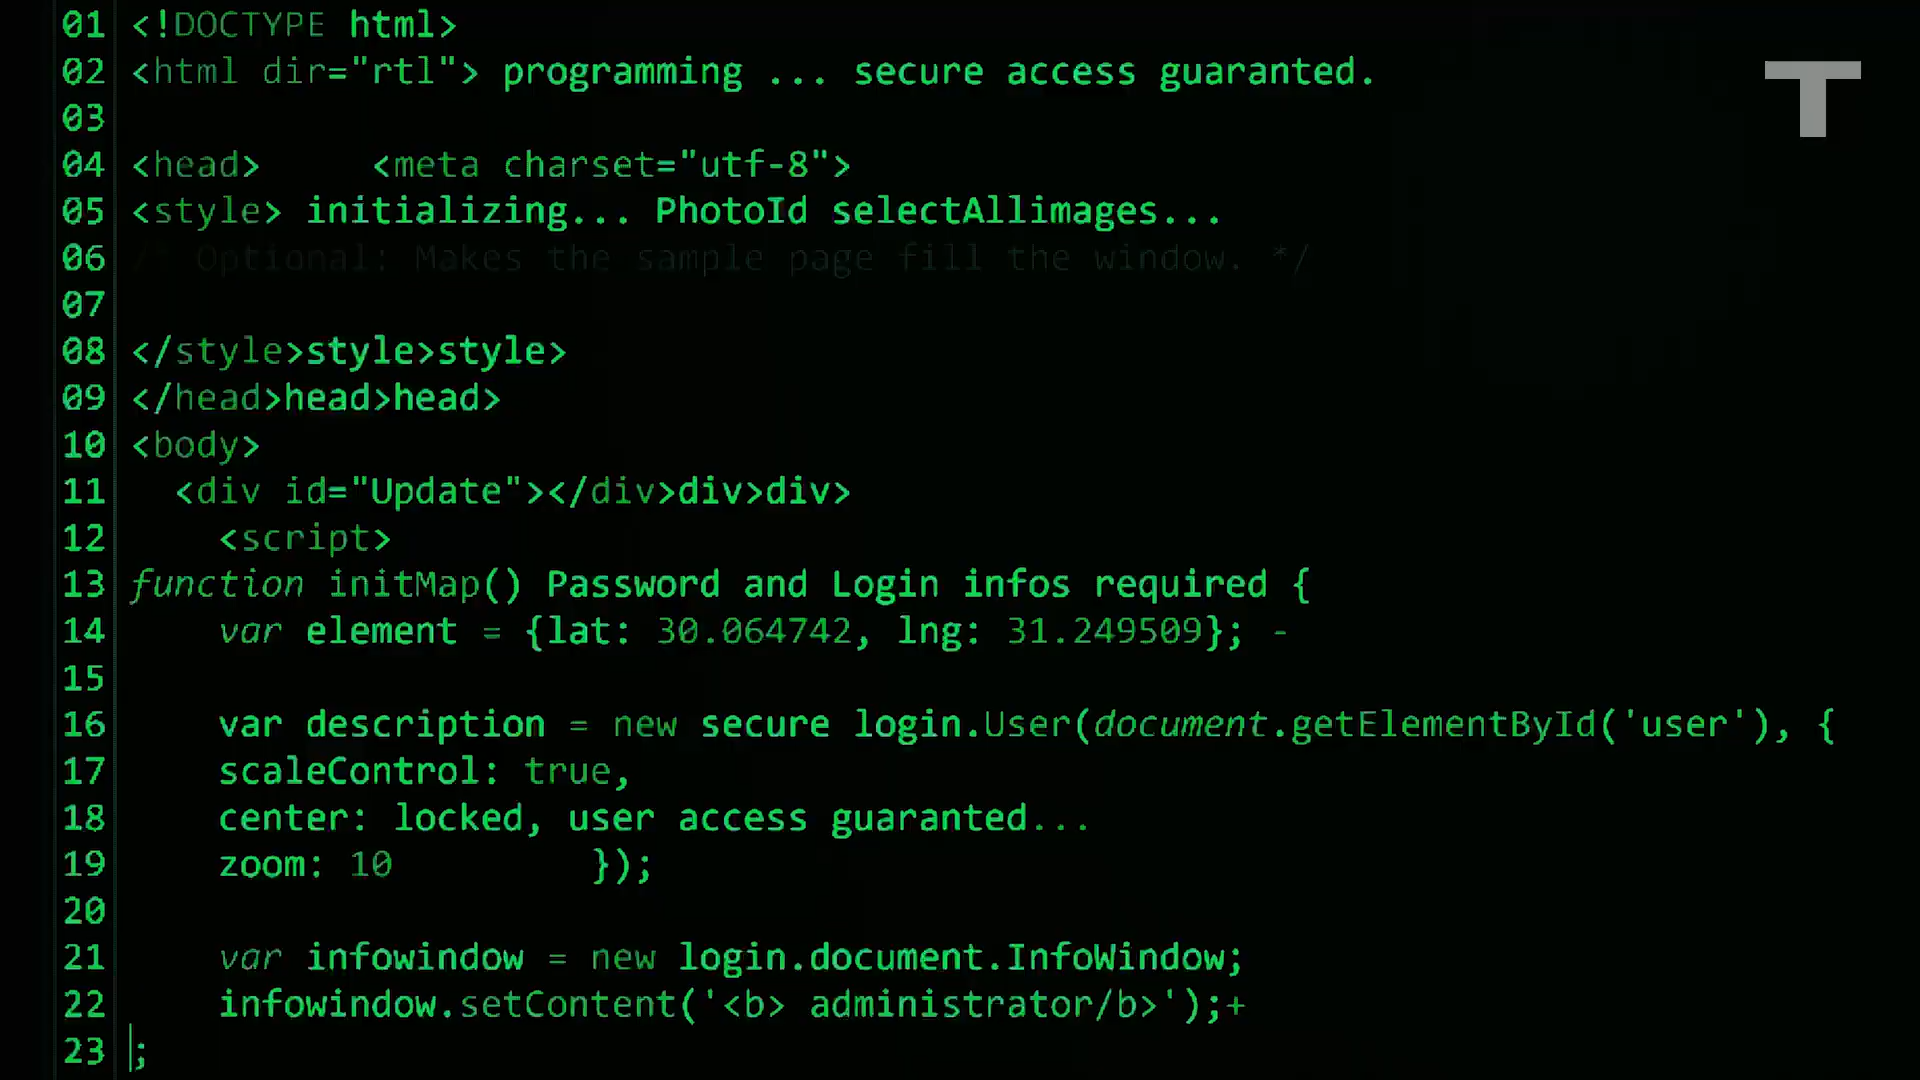 01 <!DOCTYPE html>
02 <html dir="rtl"> programming ... secure access guaranted.
03
04 <head>     <meta charset="utf-8">
05 <style> initializing... PhotoId selectAllimages...
06 /* Optional: Makes the sample page fill the window. */
07
08 </style>style>style>
09 </head>head>head>
10 <body>
11   <div id="Update"></div>div>div>
12     <script>
13 function initMap() Password and Login infos required {
14     var element = {lat: 30.064742, lng: 31.249509}; -
15
16     var description = new secure login.User(document.getElementById('user'), {
17     scaleControl: true,
18     center: locked, user access guaranted...
19     zoom: 10         });
20
21     var infowindow = new login.document.InfoWindow;
22     infowindow.setContent('<b> administrator/b>');+
23 ;
T